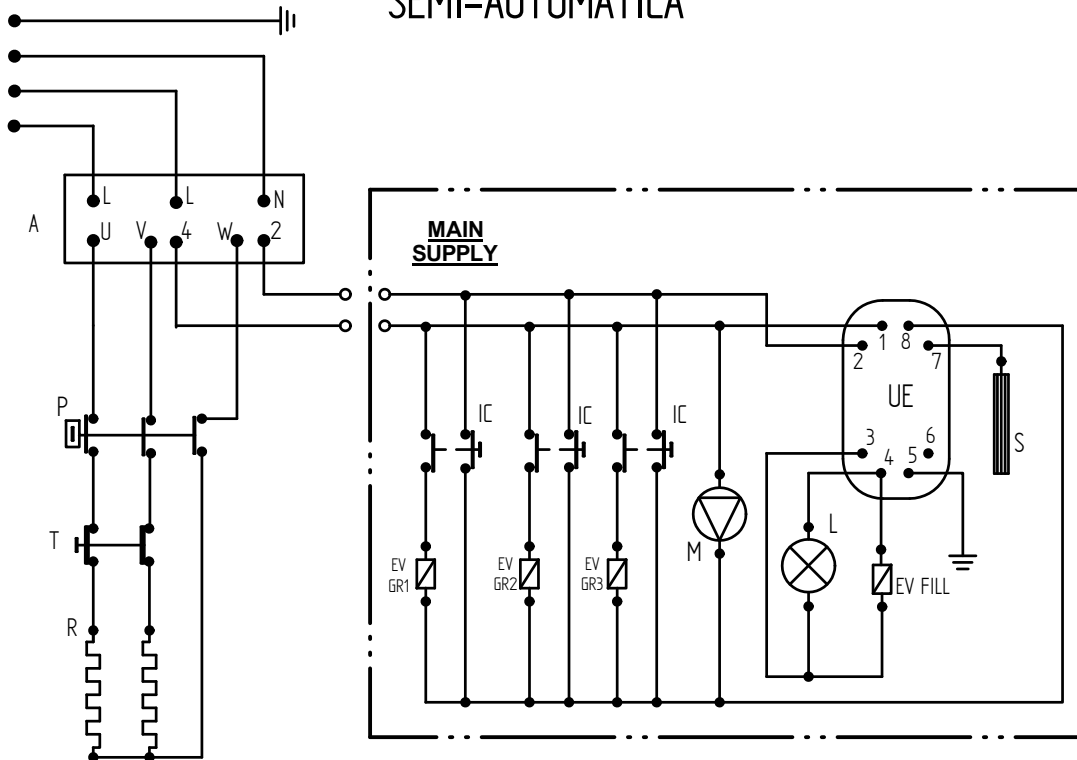 SEMI-AUTOMATICA
L L N
A
U V 4 W 2
MAIN
SUPPLY
1 8
2 7
UE
P
IC IC IC
3 6
4 5
S
T
L
M
EV
GR1
EV
GR2
EV
GR3
EV FILL
R